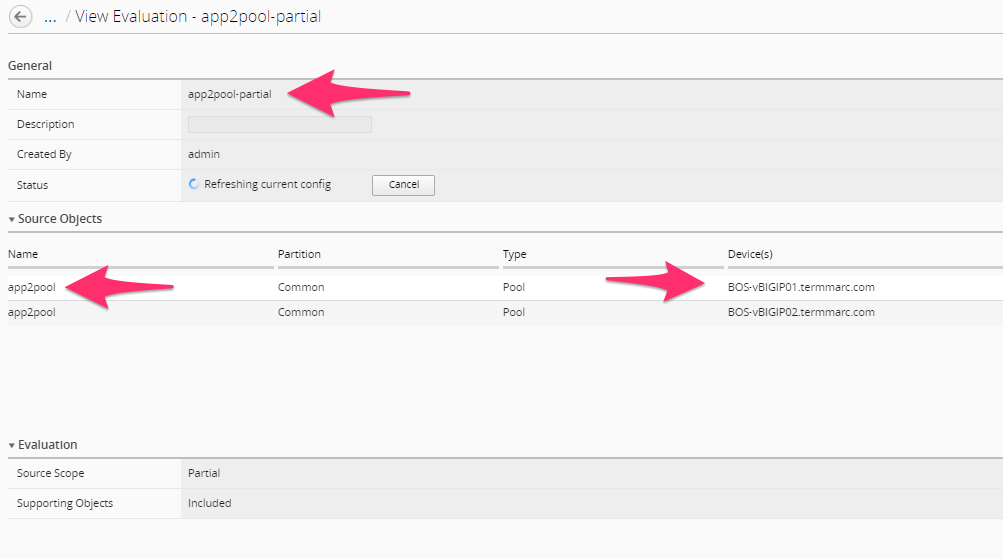 ... / View Evaluation - app2pool-partial
General
Name app2pool-partial
Description
Created By admin
Status Refreshing current config Cancel
Source Objects
Name Partition Type Device(s)
app2pool Common Pool BOS-vBIGIP01.termmarc.com
app2pool Common Pool BOS-vBIGIP02.termmarc.com
Evaluation
Source Scope Partial
Supporting Objects Included